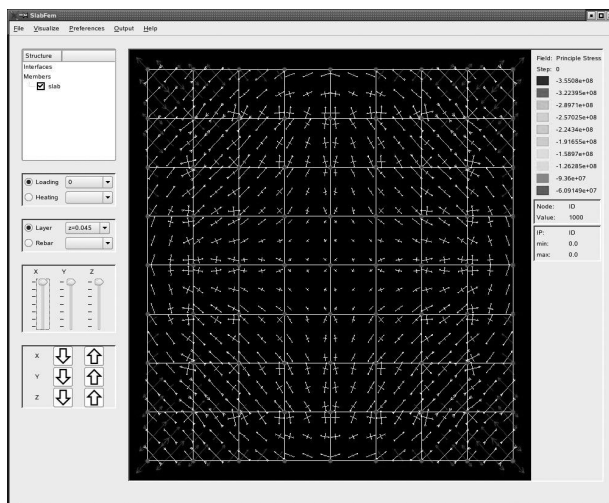 SlabFem
File Visualize Preferences Output Help
Structure
Interfaces
Members
slab
Loading 0
Heating
Layer z=0.045
Rebar
X Y Z
X
Y
Z
Field: Principle Stress
Step: 0
-3.5508e+08
-3.22395e+08
-2.8971e+08
-2.57025e+08
-2.2434e+08
-1.91655e+08
-1.5897e+08
-1.26285e+08
-9.36e+07
-6.09149e+07
Node: ID
Value: 1000
IP: ID
min: 0.0
max: 0.0